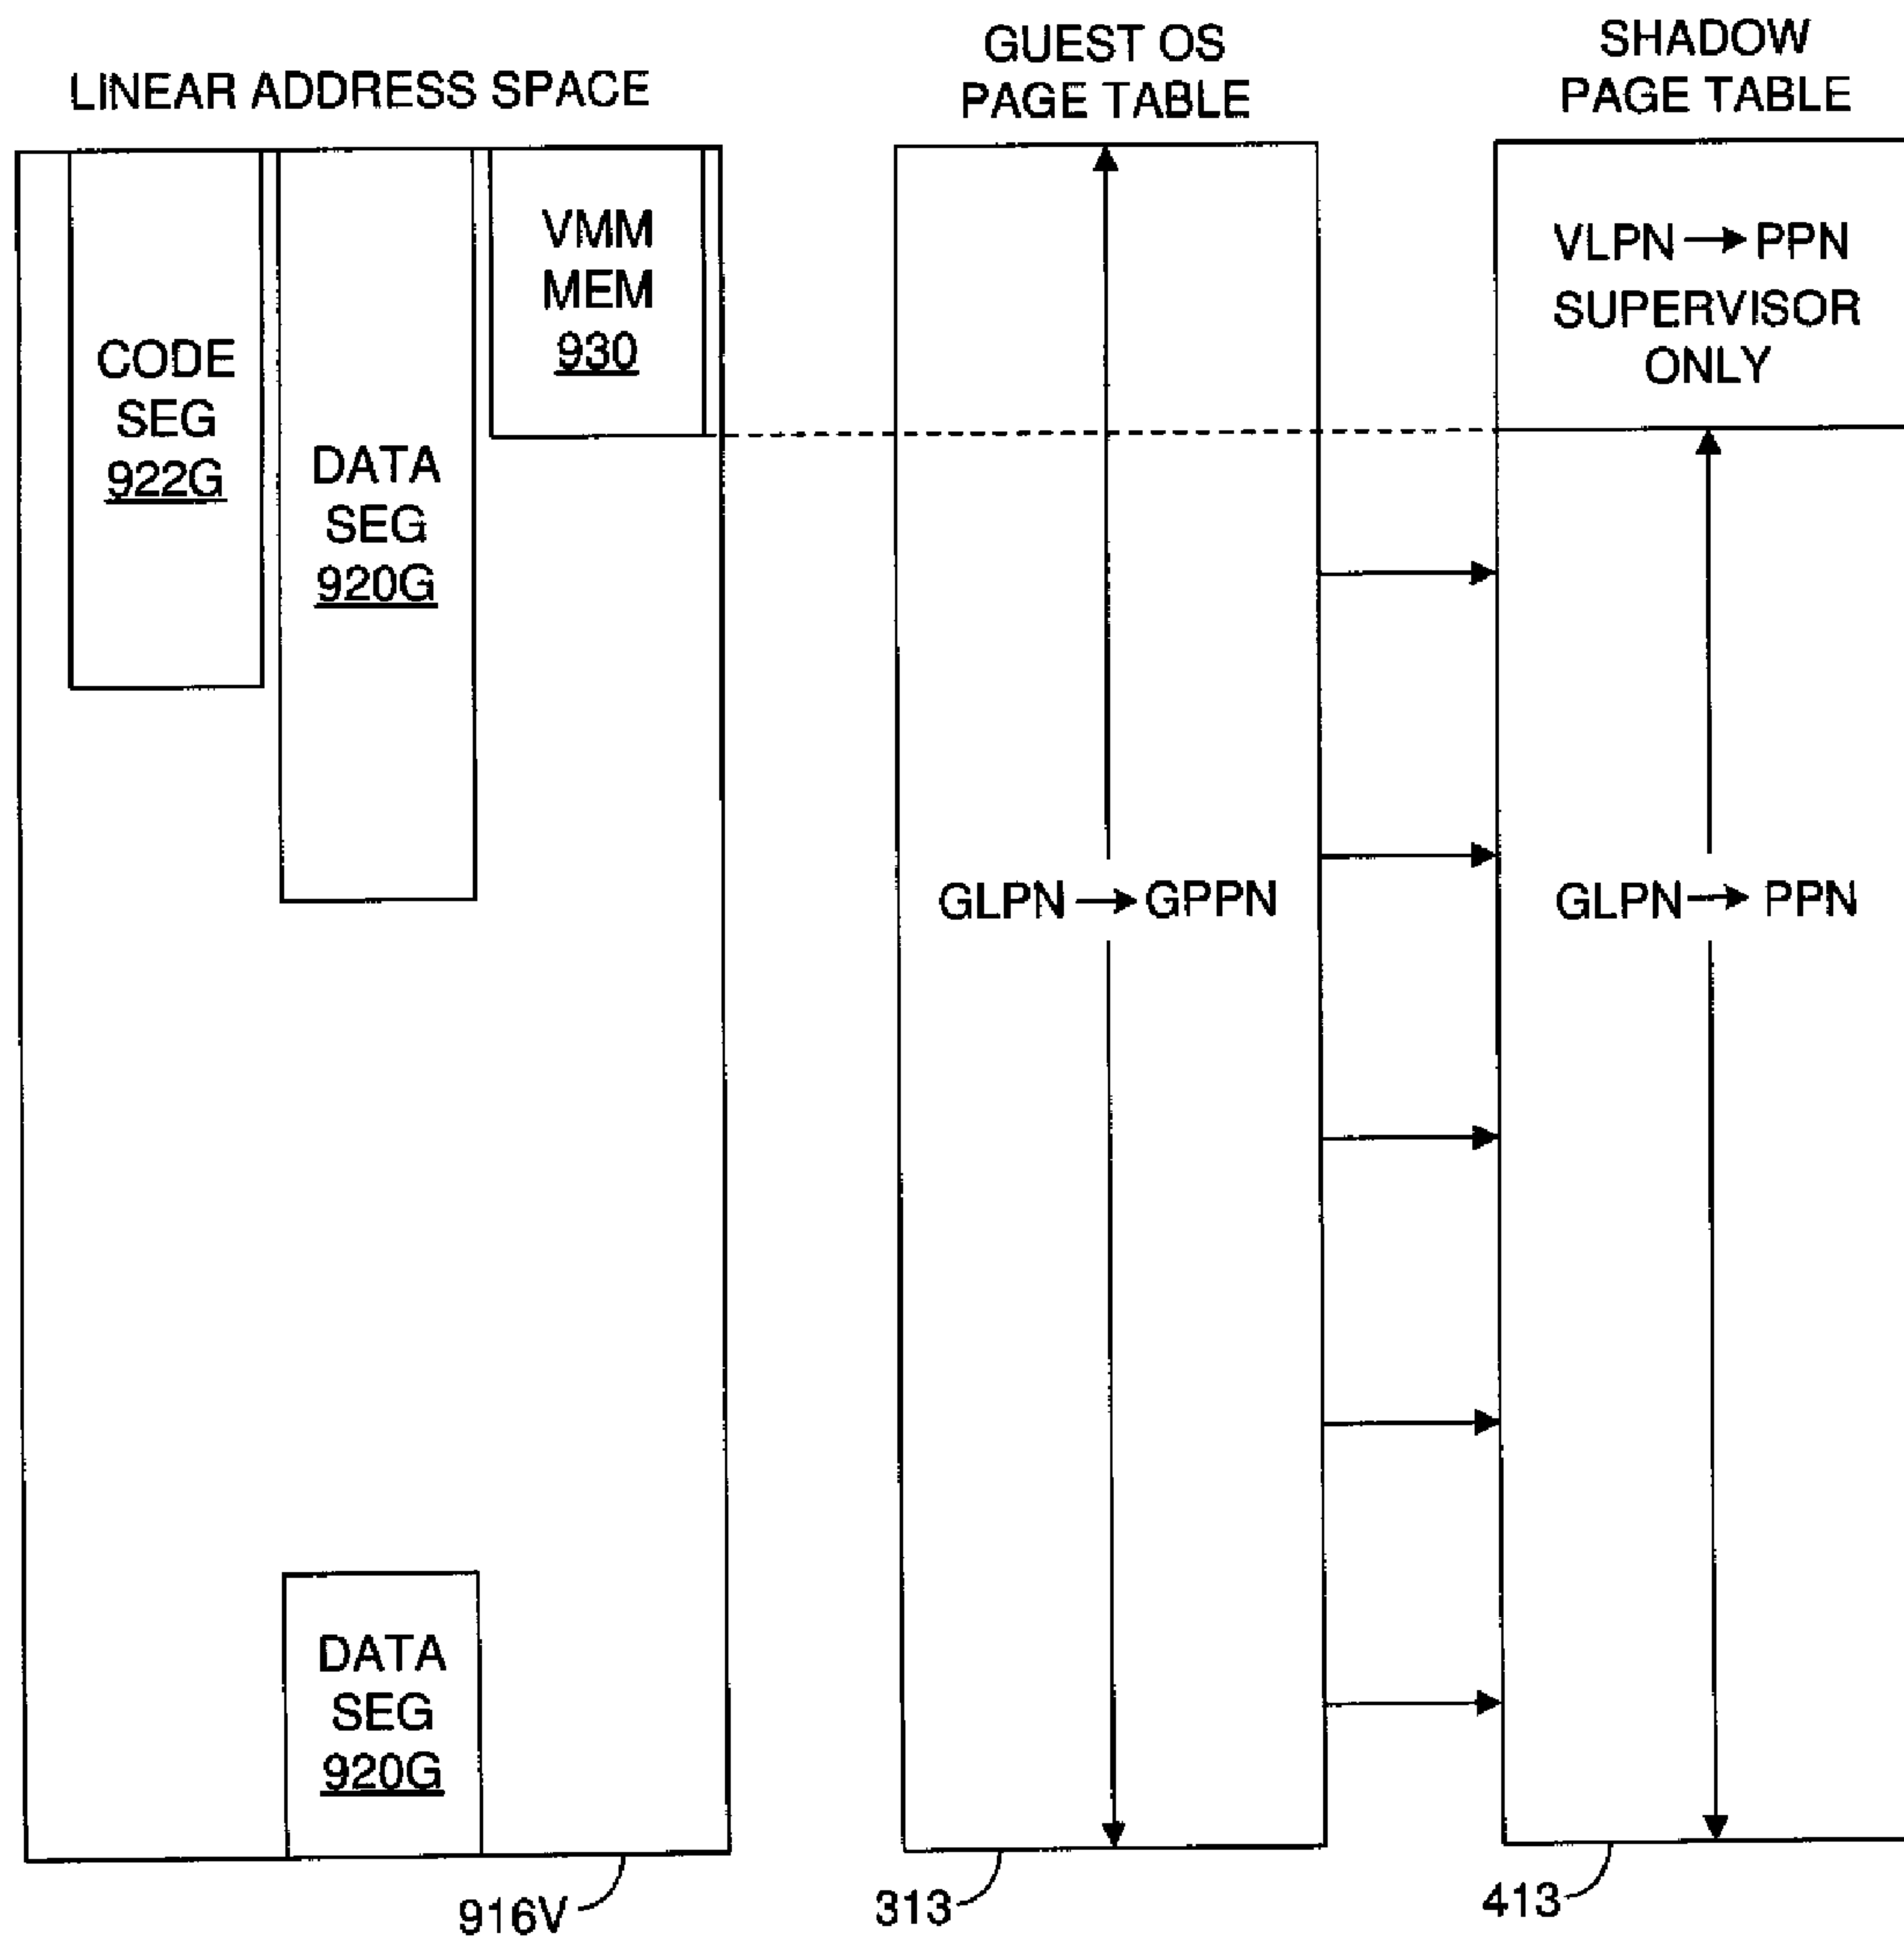 LINEAR ADDRESS SPACE
GUEST OS
PAGE TABLE
SHADOW
PAGE TABLE
CODE
SEG
922G
DATA
SEG
920G
VMM
MEM
930
VLPN → PPN
SUPERVISOR
ONLY
GLPN → GPPN
GLPN → PPN
DATA
SEG
920G
916V
313
413